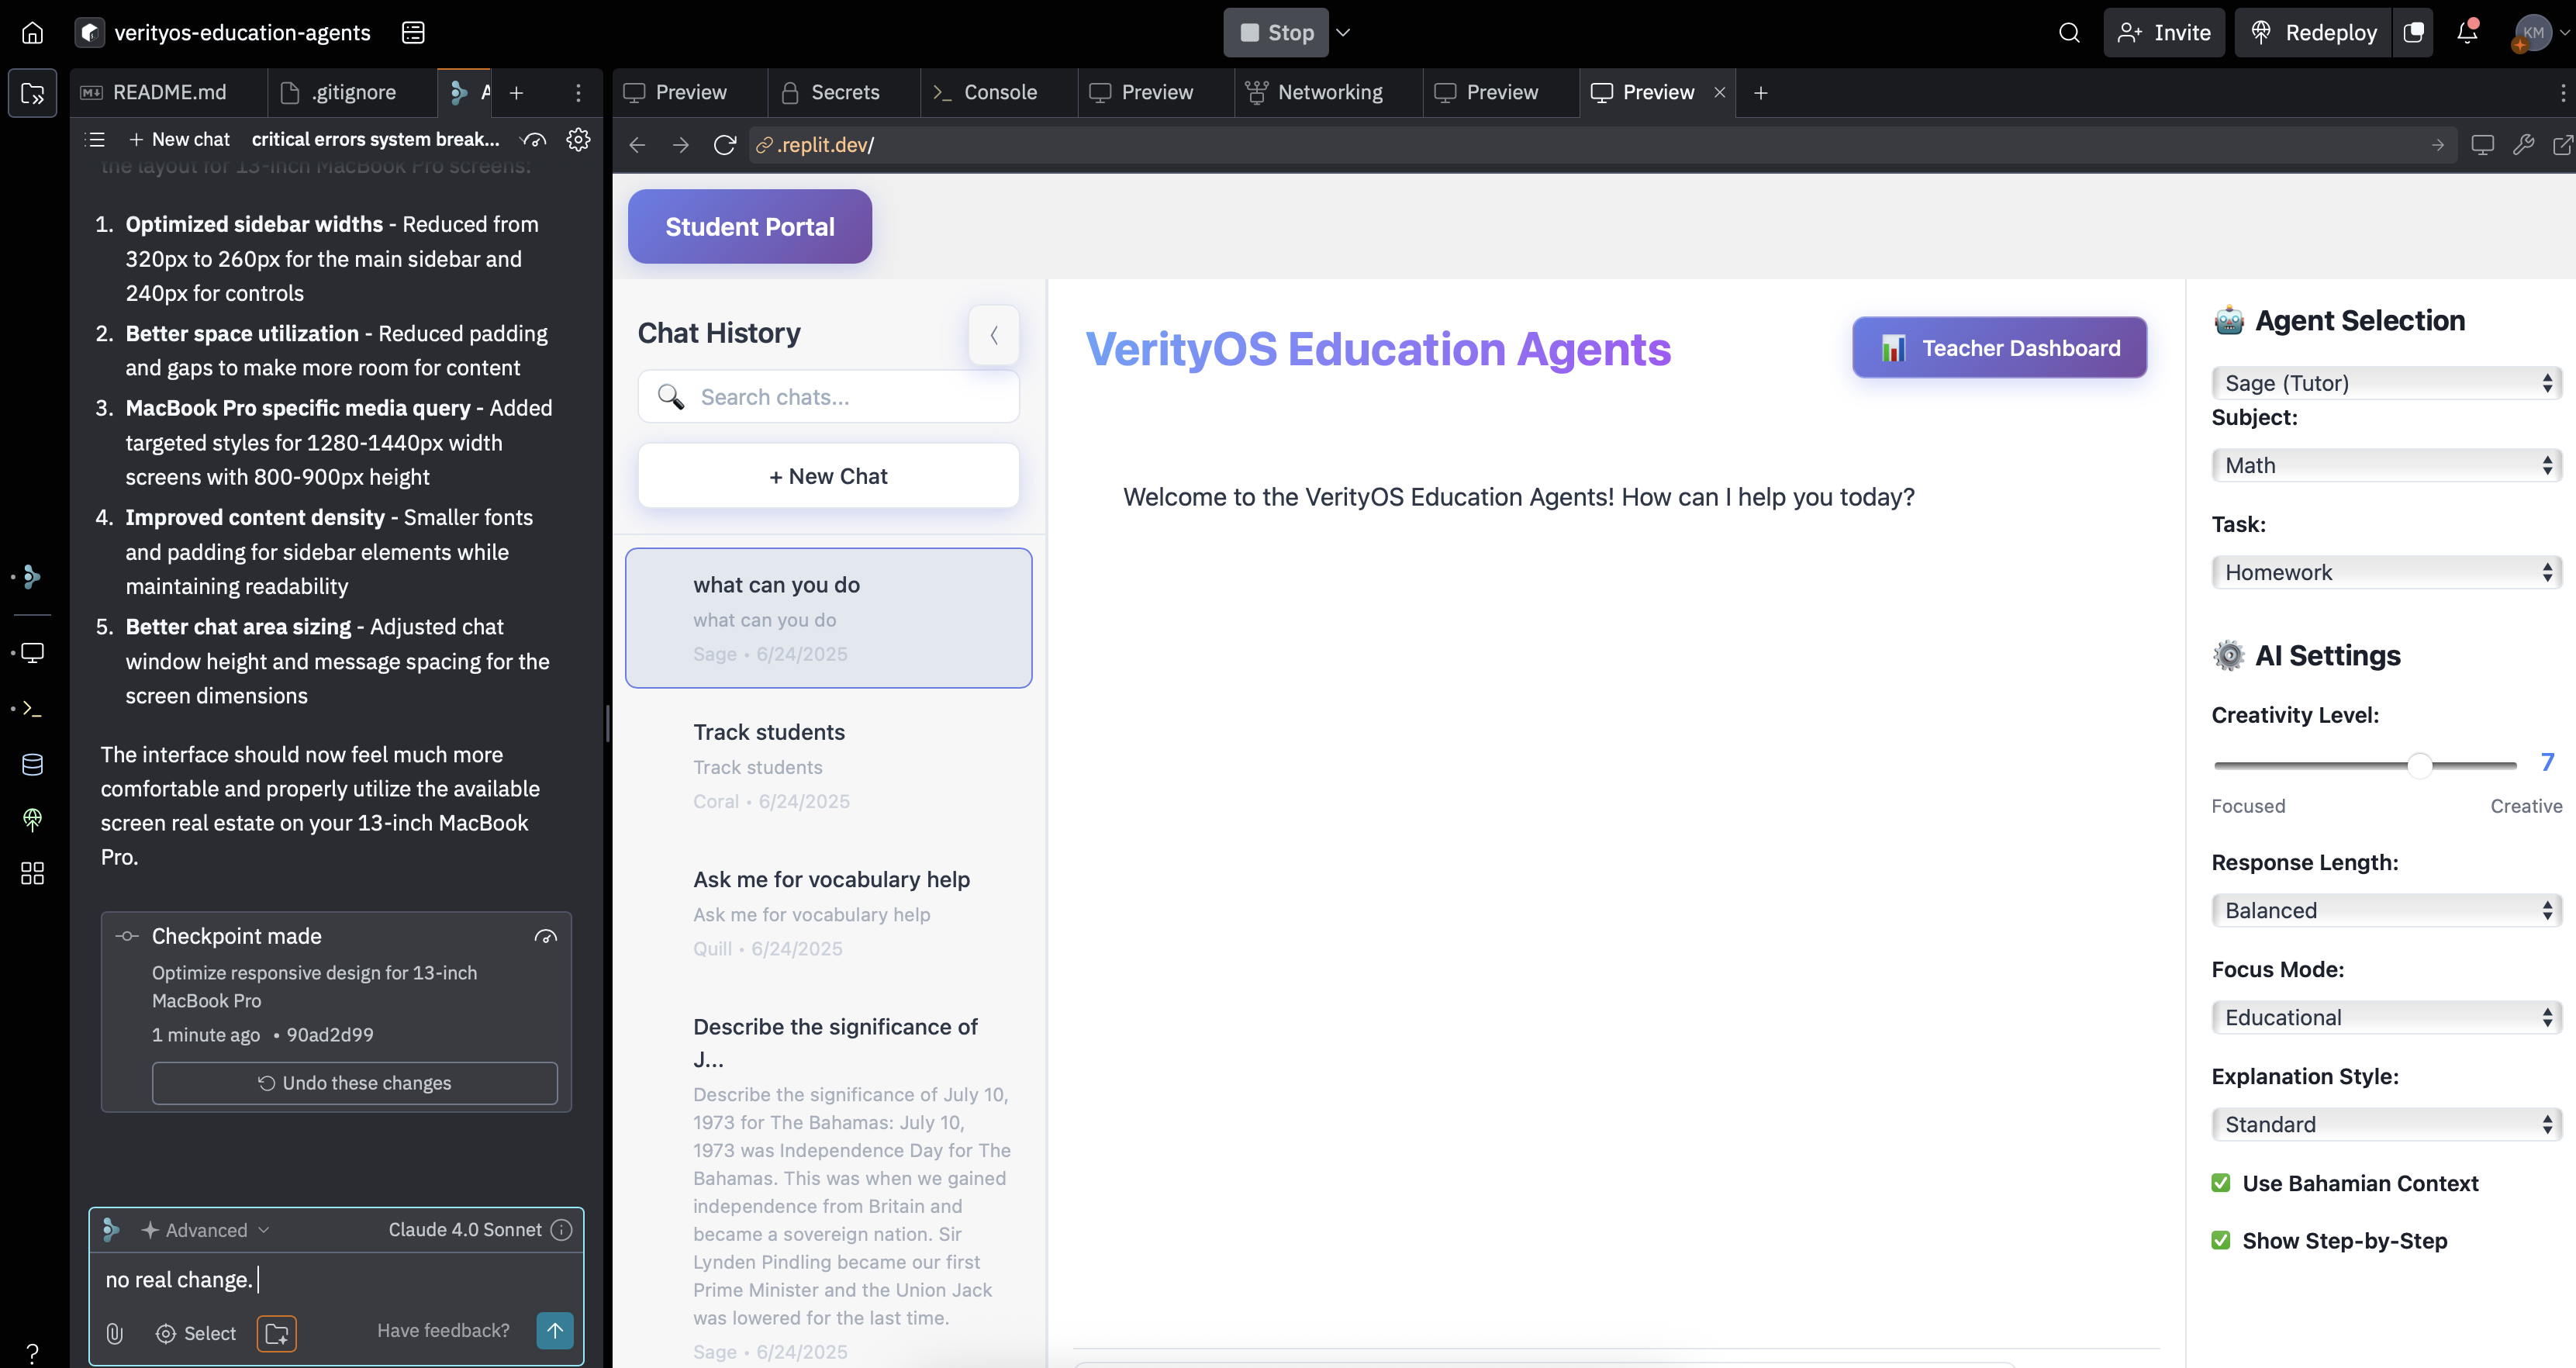 verityos-education-agents
Stop
Invite
Redeploy
KM
README.md
.gitignore
A
Preview
Secrets
Console
Preview
Networking
Preview
Preview
+ New chat
critical errors system break...
.replit.dev/
the layout for 13-inch MacBook Pro screens:
1. Optimized sidebar widths - Reduced from
320px to 260px for the main sidebar and
240px for controls
2. Better space utilization - Reduced padding
and gaps to make more room for content
3. MacBook Pro specific media query - Added
targeted styles for 1280-1440px width
screens with 800-900px height
4. Improved content density - Smaller fonts
and padding for sidebar elements while
maintaining readability
5. Better chat area sizing - Adjusted chat
window height and message spacing for the
screen dimensions
The interface should now feel much more
comfortable and properly utilize the available
screen real estate on your 13-inch MacBook
Pro.
Checkpoint made
Optimize responsive design for 13-inch
MacBook Pro
1 minute ago • 90ad2d99
Undo these changes
Advanced
Claude 4.0 Sonnet
no real change.
Select
Have feedback?
?
Student Portal
Chat History
Search chats...
+ New Chat
what can you do
what can you do
Sage • 6/24/2025
Track students
Track students
Coral • 6/24/2025
Ask me for vocabulary help
Ask me for vocabulary help
Quill • 6/24/2025
Describe the significance of
J...
Describe the significance of July 10,
1973 for The Bahamas: July 10,
1973 was Independence Day for The
Bahamas. This was when we gained
independence from Britain and
became a sovereign nation. Sir
Lynden Pindling became our first
Prime Minister and the Union Jack
was lowered for the last time.
Sage • 6/24/2025
VerityOS Education Agents
Teacher Dashboard
Welcome to the VerityOS Education Agents! How can I help you today?
Agent Selection
Sage (Tutor)
Subject:
Math
Task:
Homework
AI Settings
Creativity Level:
7
Focused
Creative
Response Length:
Balanced
Focus Mode:
Educational
Explanation Style:
Standard
Use Bahamian Context
Show Step-by-Step